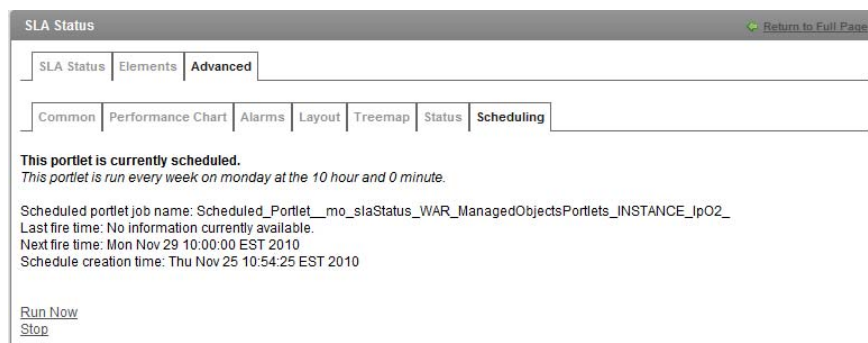 SLA Status
Return to Full Page
SLA Status Elements Advanced
Common Performance Chart Alarms Layout Treemap Status Scheduling
This portlet is currently scheduled.
This portlet is run every week on monday at the 10 hour and 0 minute.
Scheduled portlet job name: Scheduled_Portlet__mo_slaStatus_WAR_ManagedObjectsPortlets_INSTANCE_IpO2_
Last fire time: No information currently available.
Next fire time: Mon Nov 29 10:00:00 EST 2010
Schedule creation time: Thu Nov 25 10:54:25 EST 2010
Run Now
Stop